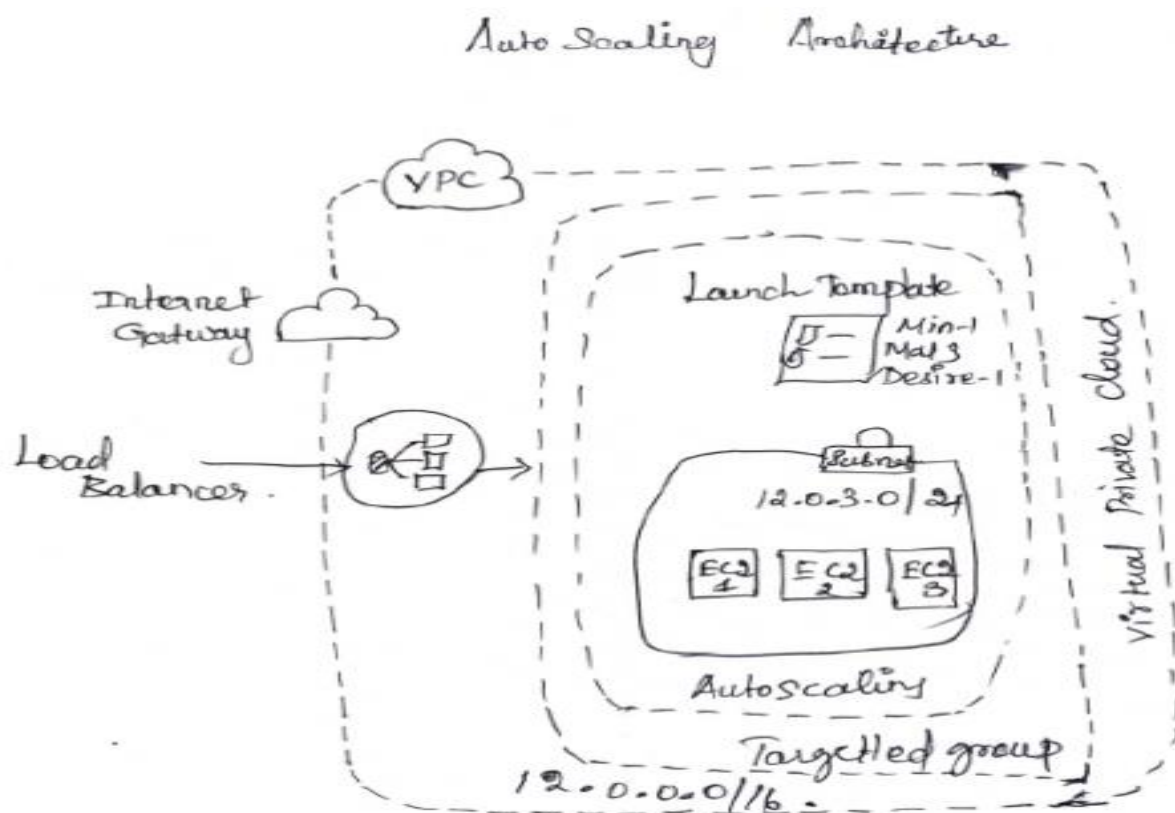 Auto Scaling Architecture
VPC
Internet
Gatway
Launch Template
Min-1
Max 3
Desire-1
Load
Balancer.
Subnet
12.0.3.0/24
EC2
1
EC2
2
EC2
3
Autoscaling
Targetted group
12.0.0.0/16.
Virtual Private Cloud.